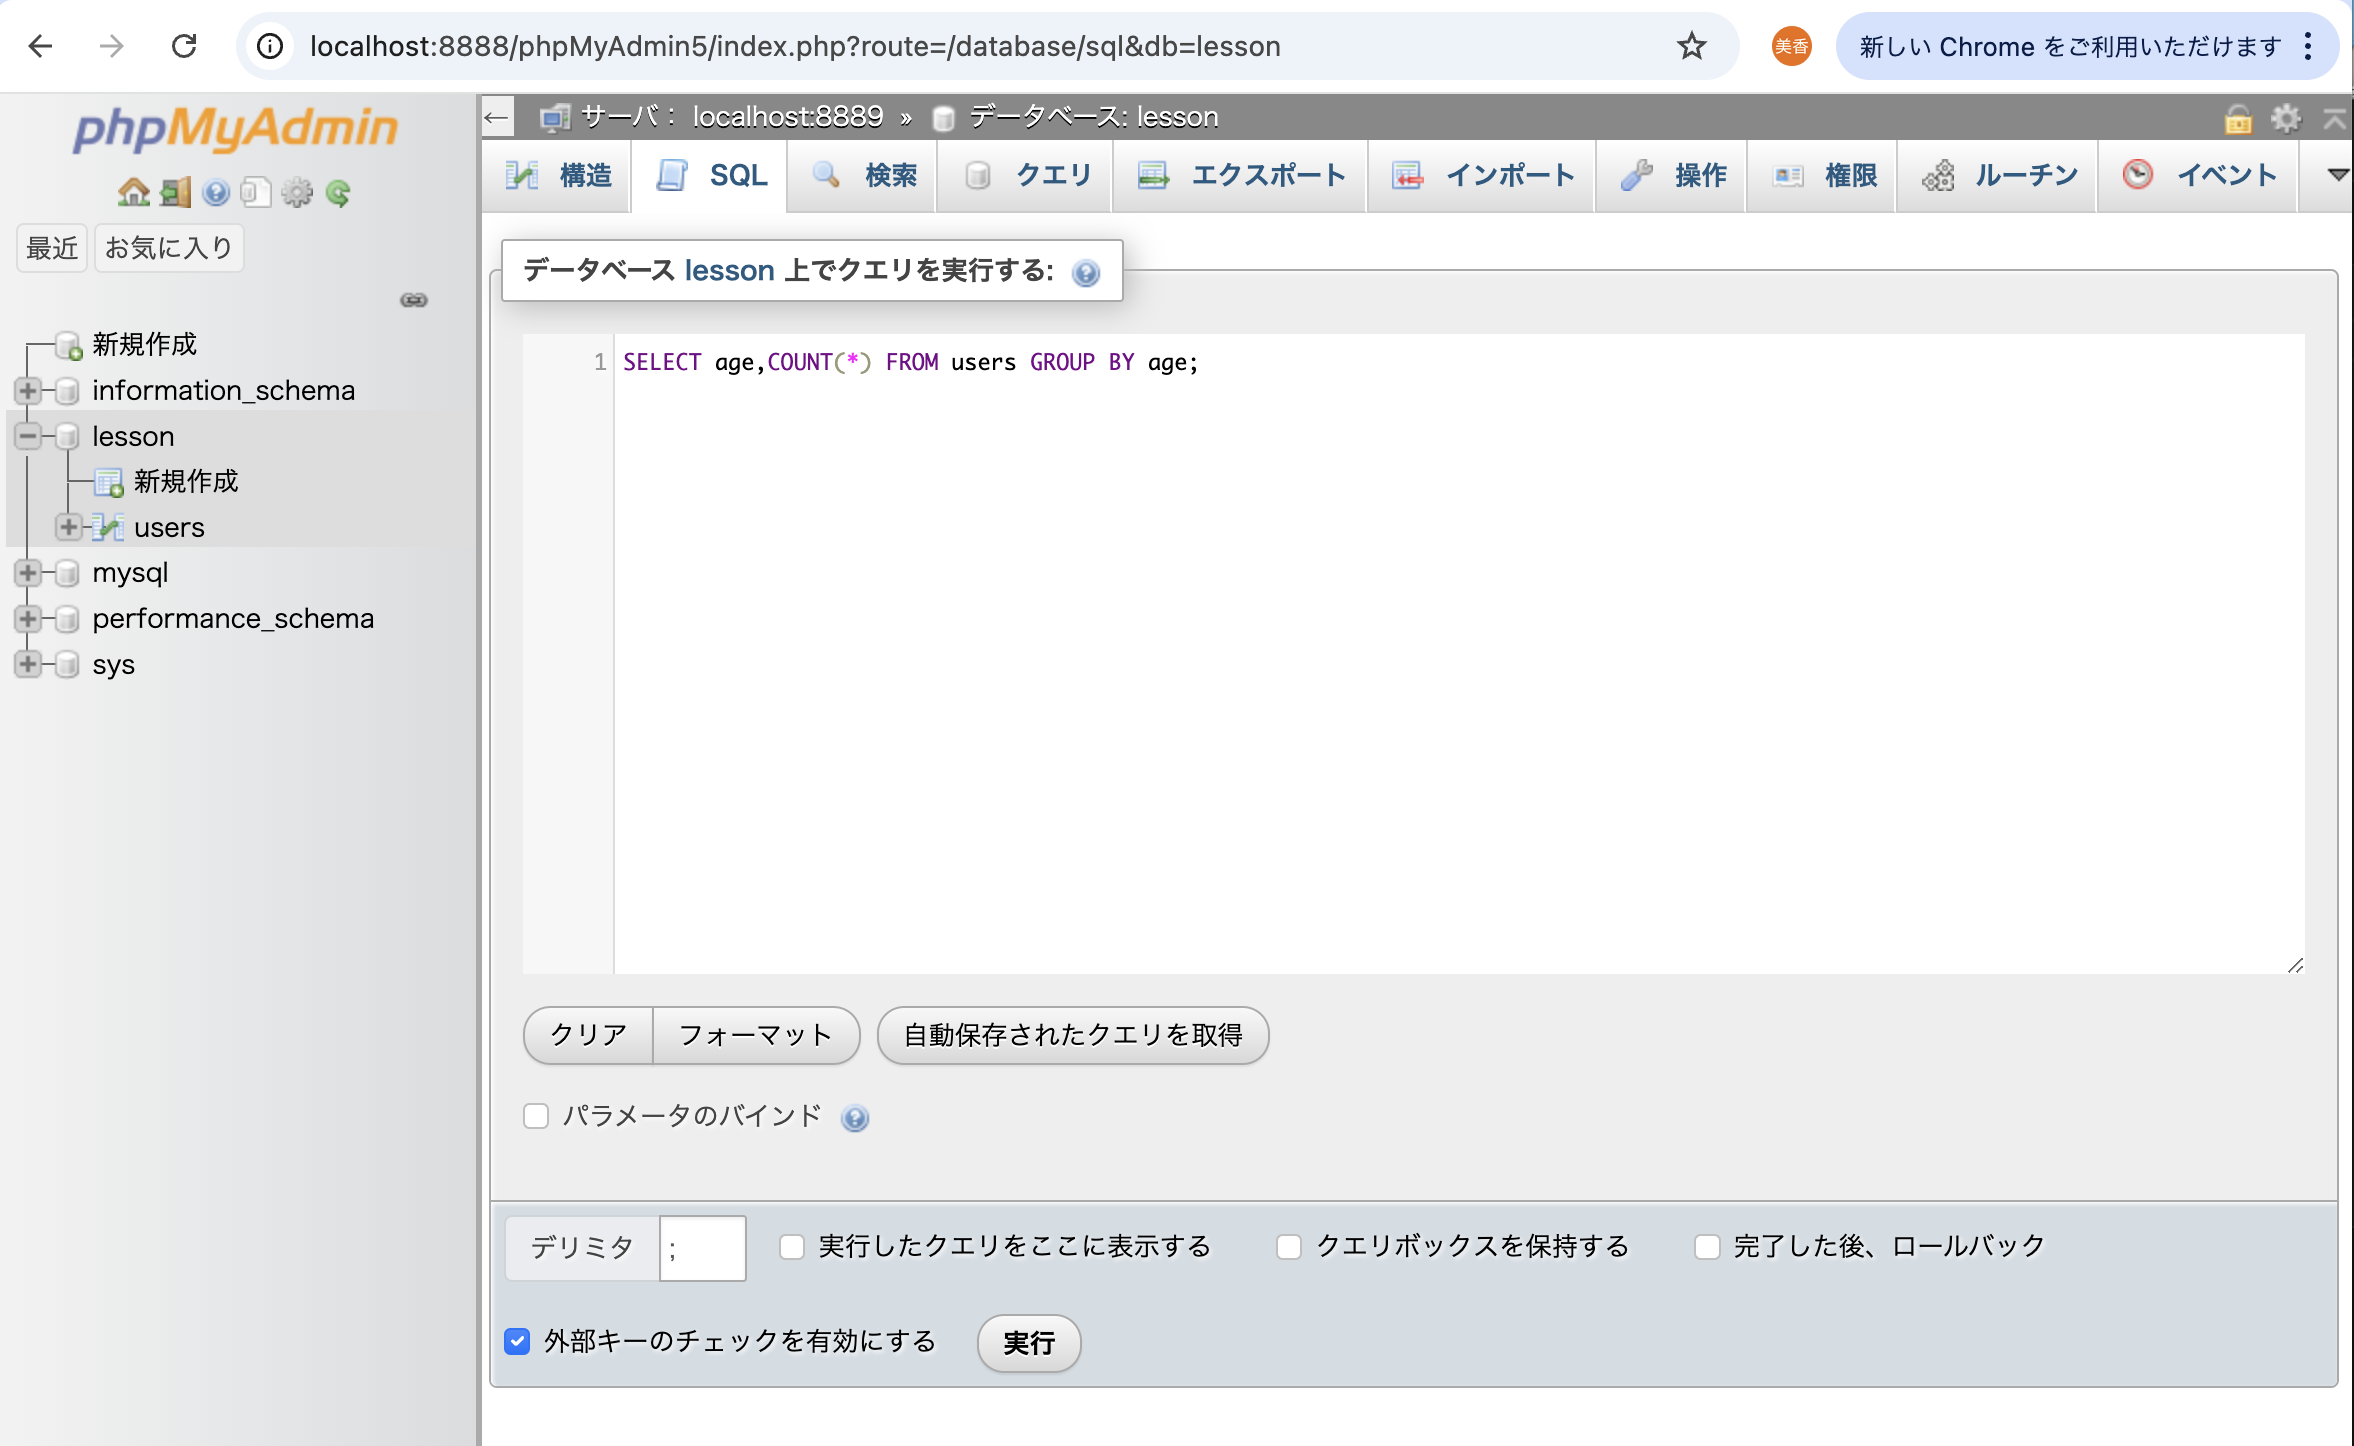 localhost:8888/phpMyAdmin5/index.php?route=/database/sql&db=lesson
美香
新しい Chrome をご利用いただけます
phpMyAdmin
最近
お気に入り
新規作成
information_schema
lesson
新規作成
users
mysql
performance_schema
sys
サーバ： localhost:8889 » データベース: lesson
構造
SQL
検索
クエリ
エクスポート
インポート
操作
権限
ルーチン
イベント
データベース lesson 上でクエリを実行する:
1 SELECT age,COUNT(*) FROM users GROUP BY age;
クリア
フォーマット
自動保存されたクエリを取得
パラメータのバインド
デリミタ ;
実行したクエリをここに表示する
クエリボックスを保持する
完了した後、ロールバック
外部キーのチェックを有効にする
実行